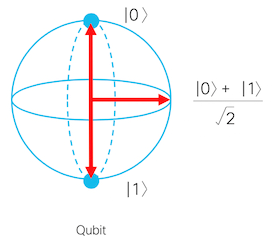 |0⟩
|0⟩ + |1⟩
√2
|1⟩
Qubit